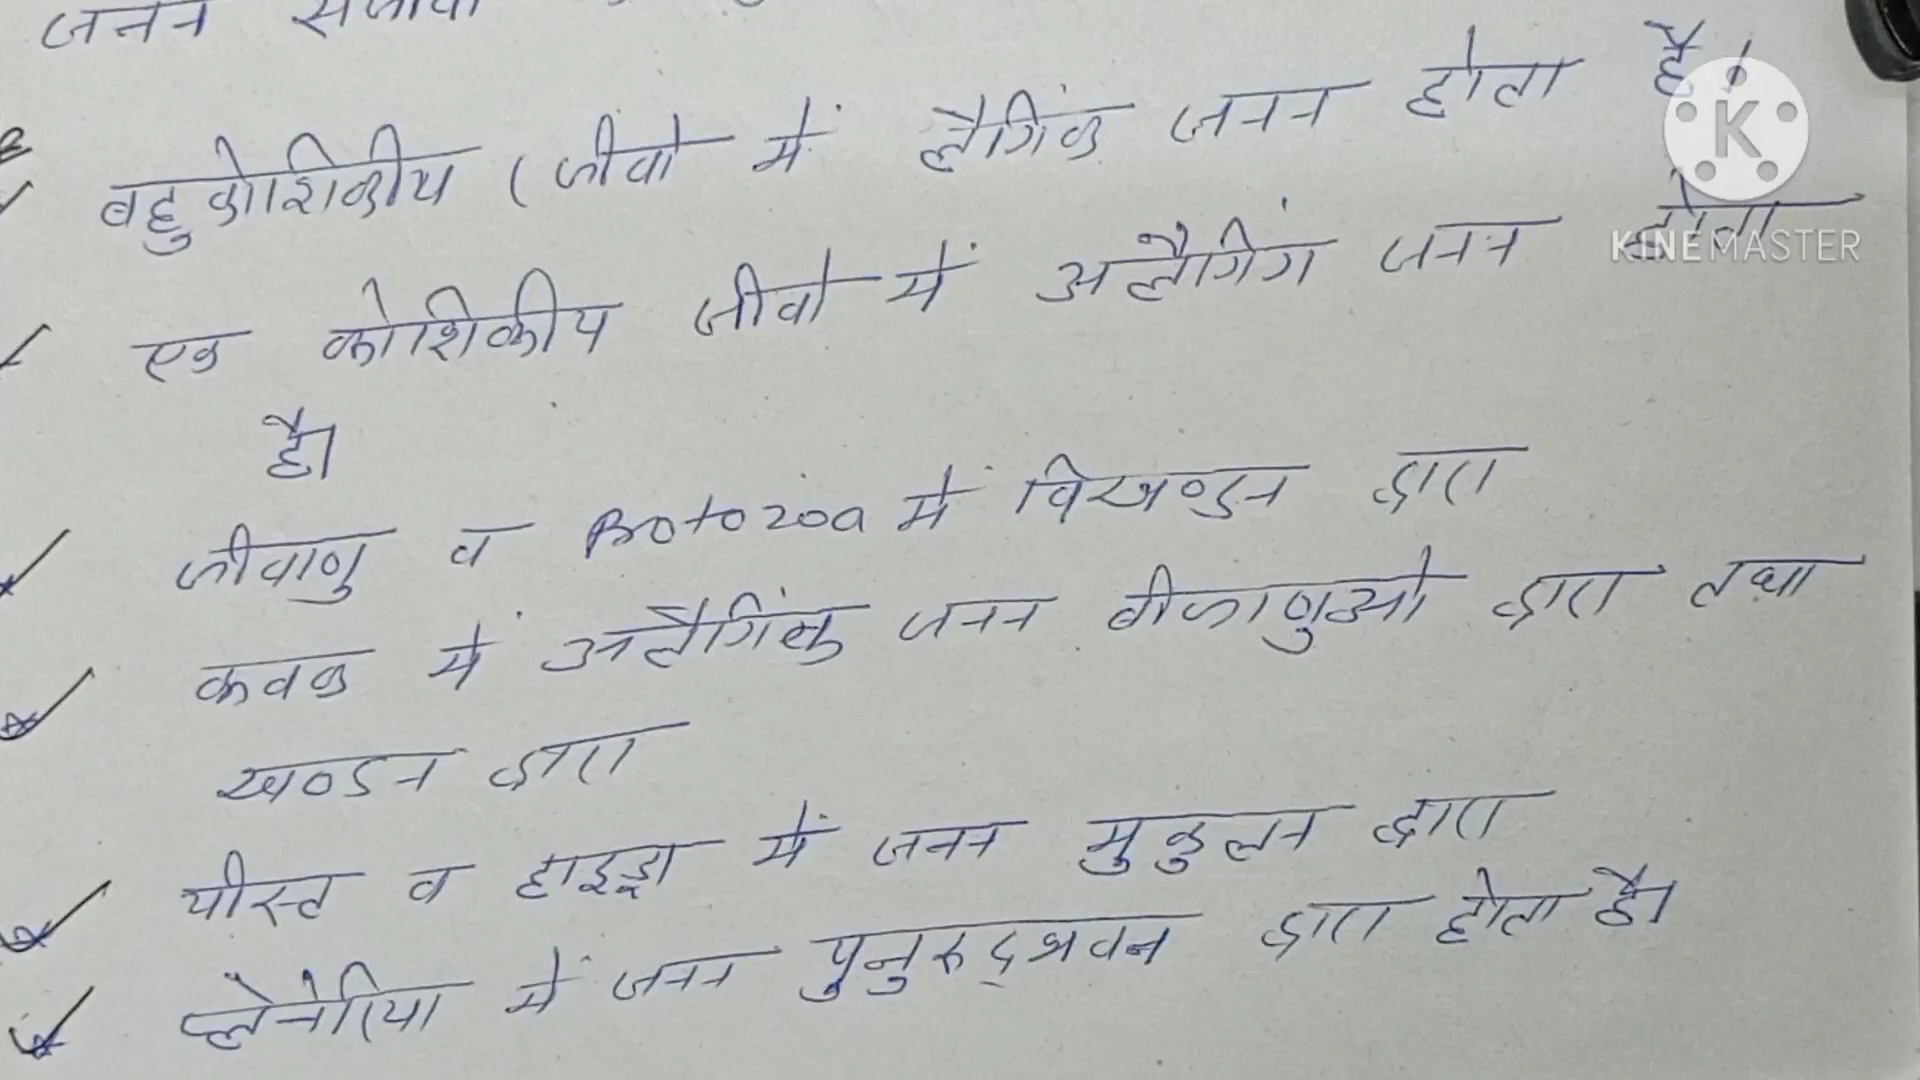 जनन
बहुकोशिकीय (जीवो में लैगिंक जनन होता है।
एक कोशिकीय जीवो में अलैगिंग जनन होता
है।
जीवाणु व Protozoa में विखण्डन द्वारा
कवक में अलैगिंक जनन बीजाणुओ द्वारा तथा
खण्डन द्वारा
यीस्ट व हाइड्रा में जनन मुकुलन द्वारा
प्लेनेरिया में जनन पुनुरुद्भवन द्वारा होता है।
K
KINEMASTER